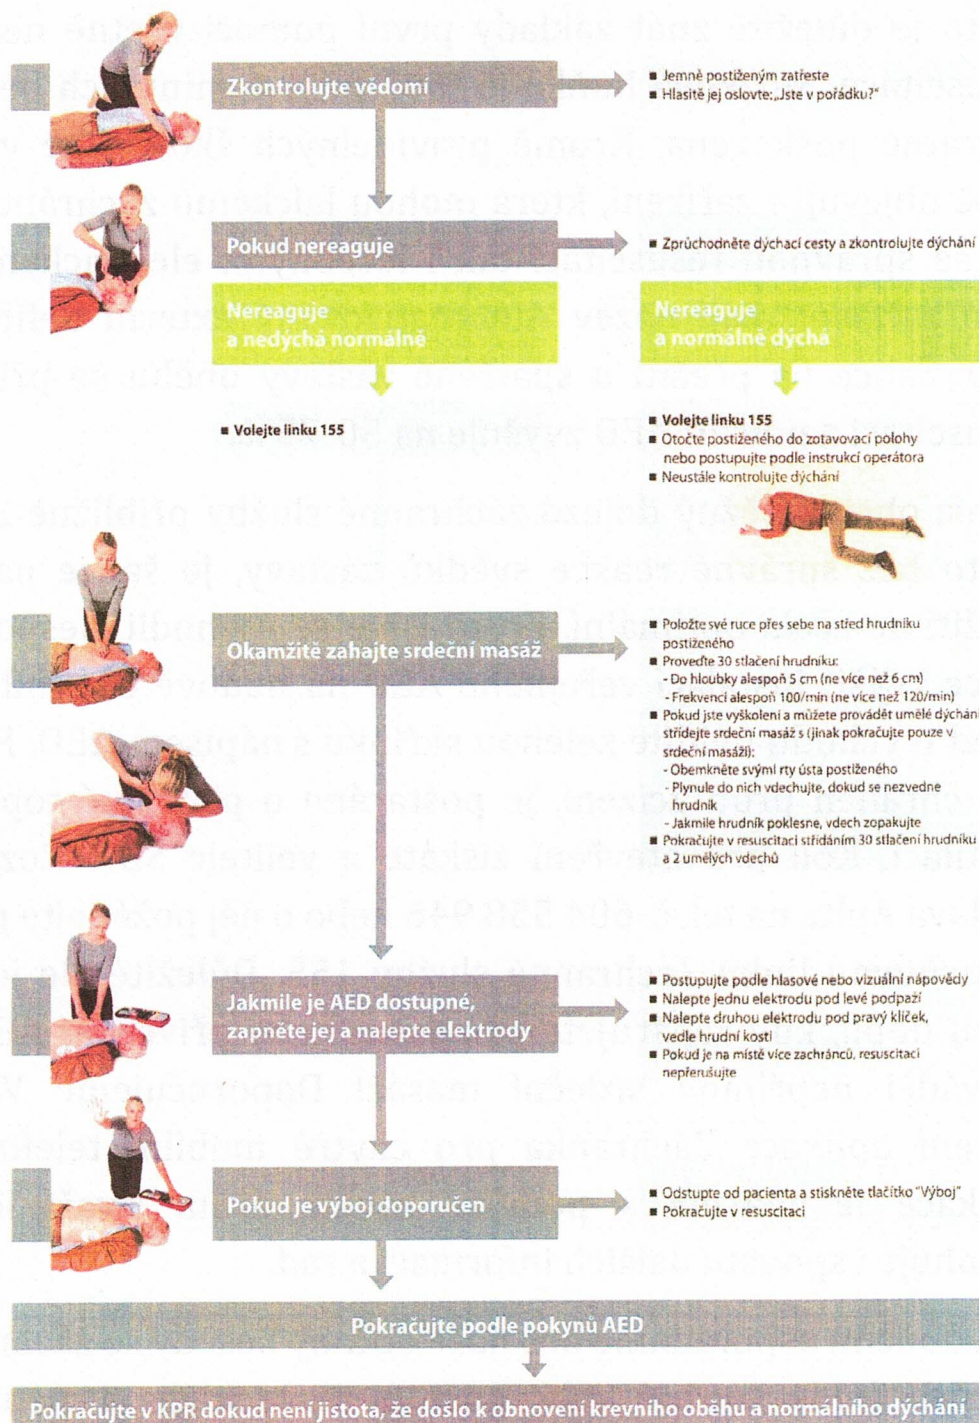 Zkontrolujte vědomí
■ Jemně postiženým zatřeste
■ Hlasitě jej oslovte: „Jste v pořádku?“
Pokud nereaguje
■ Zprůchodněte dýchací cesty a zkontrolujte dýchání
Nereaguje
a nedýchá normálně
Nereaguje
a normálně dýchá
■ Volejte linku 155
■ Volejte linku 155
■ Otočte postiženého do zotavovací polohy
nebo postupujte podle instrukcí operátora
■ Neustále kontrolujte dýchání
Okamžitě zahajte srdeční masáž
■ Položte své ruce přes sebe na střed hrudníku
postiženého
■ Proveďte 30 stlačení hrudníku:
- Do hloubky alespoň 5 cm (ne více než 6 cm)
- Frekvencí alespoň 100/min (ne více než 120/min)
■ Pokud jste vyškolení a můžete provádět umělé dýchání
střídejte srdeční masáž s (jinak pokračujte pouze v
srdeční masáži):
- Obemkněte svými rty ústa postiženého
- Plynule do nich vdechujte, dokud se nezvedne
hrudník
- Jakmile hrudník poklesne, vdech zopakujte
■ Pokračujte v resuscitaci střídáním 30 stlačení hrudníku
a 2 umělých vdechů
Jakmile je AED dostupné,
zapněte jej a nalepte elektrody
■ Postupujte podle hlasové nebo vizuální nápovědy
■ Nalepte jednu elektrodu pod levé podpaží
■ Nalepte druhou elektrodu pod pravý klíček,
vedle hrudní kosti
■ Pokud je na místě více zachránců, resuscitaci
nepřerušujte
Pokud je výboj doporučen
■ Odstupte od pacienta a stiskněte tlačítko "Výboj"
■ Pokračujte v resuscitaci
Pokračujte podle pokynů AED
Pokračujte v KPR dokud není jistota, že došlo k obnovení krevního oběhu a normálního dýchání